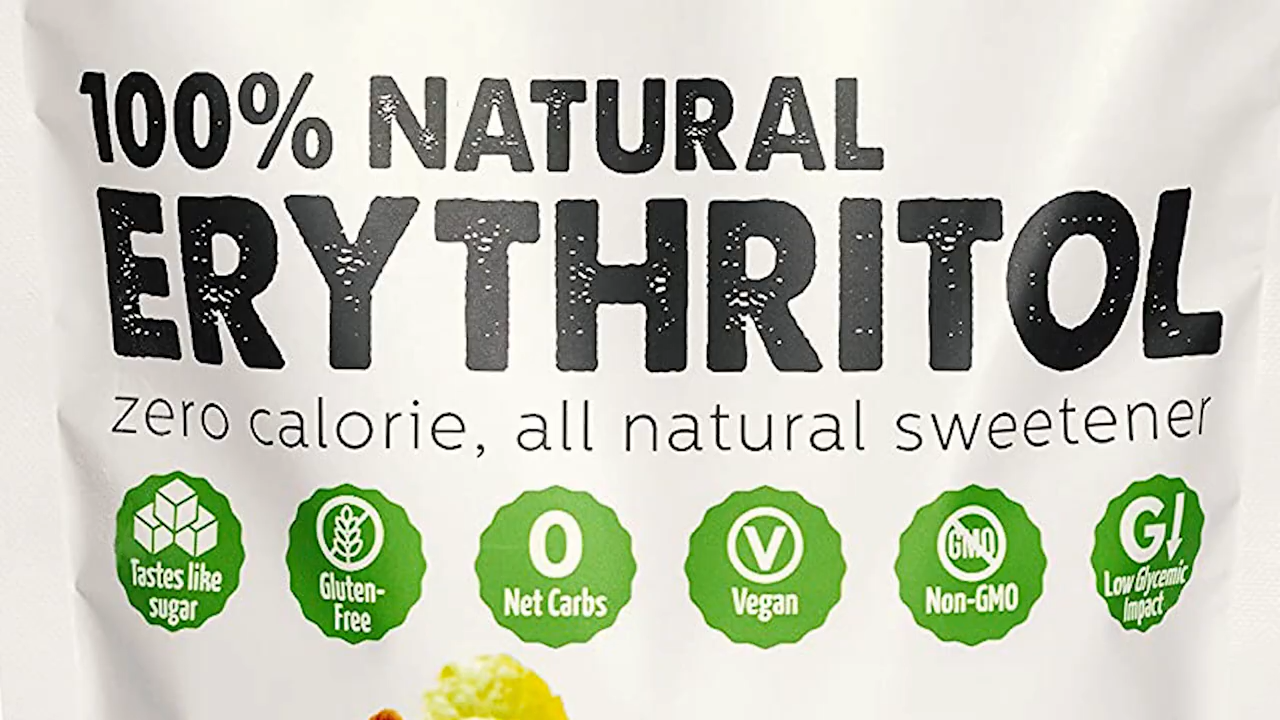 100% NATURAL
ERYTHRITOL
zero calorie, all natural sweetener
Tastes like
sugar
Gluten-
Free
0
Net Carbs
V
Vegan
GMO
Non-GMO
G↓
Low Glycemic
Impact